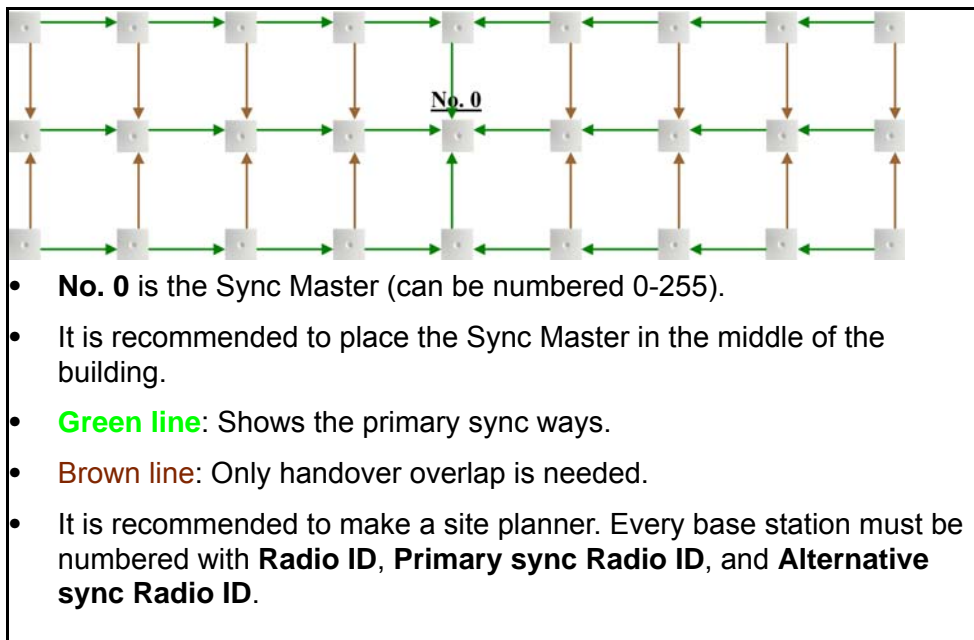 No. 0
• No. 0 is the Sync Master (can be numbered 0-255).
• It is recommended to place the Sync Master in the middle of the
building.
• Green line: Shows the primary sync ways.
• Brown line: Only handover overlap is needed.
• It is recommended to make a site planner. Every base station must be
numbered with Radio ID, Primary sync Radio ID, and Alternative
sync Radio ID.